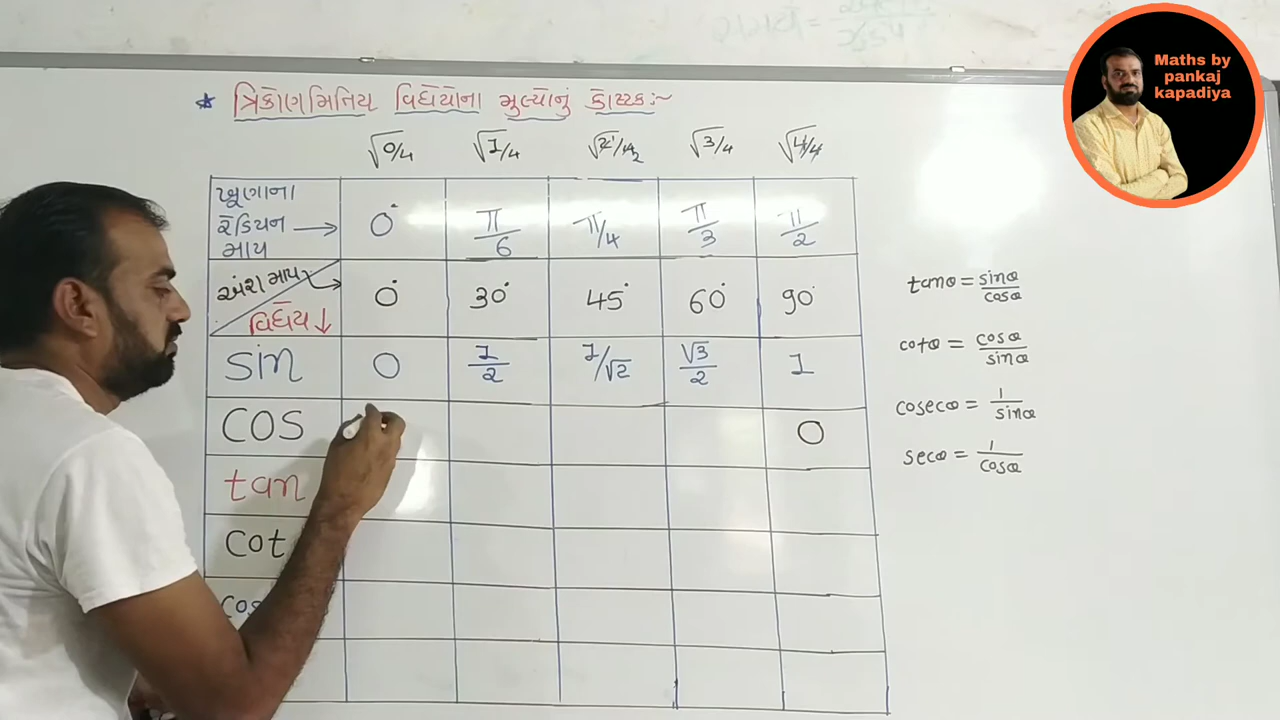 Maths by
pankaj
kapadiya
* ત્રિકોણમિતિય વિધેયોના મુલ્યોનું કોષ્ટક :~
√0/4 √1/4 √2/4 √3/4 √4/4
ખૂણાના
રેડિયન →
માપ
0° π/6 π/4 π/3 π/2
અંશ માપ →
વિધેય ↓
0° 30° 45° 60° 90°
sin 0 1/2 1/√2 √3/2 1
cos 0
tan
cot
cos
tanθ = sinθ/cosθ
cotθ = cosθ/sinθ
cosecθ = 1/sinθ
secθ = 1/cosθ